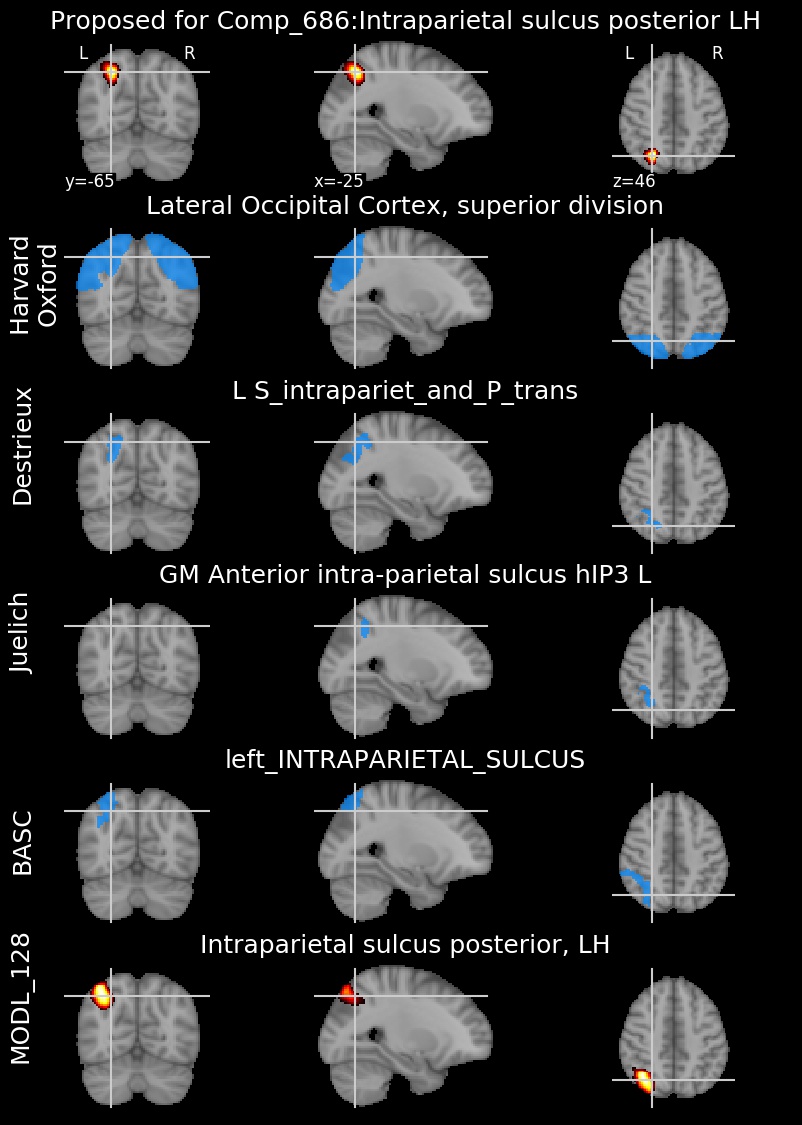 Proposed for Comp_686:Intraparietal sulcus posterior LH
L R
L R
y=-65 x=-25 z=46
Lateral Occipital Cortex, superior division
Harvard
Oxford
L S_intrapariet_and_P_trans
Destrieux
GM Anterior intra-parietal sulcus hIP3 L
Juelich
left_INTRAPARIETAL_SULCUS
BASC
Intraparietal sulcus posterior, LH
MODL_128